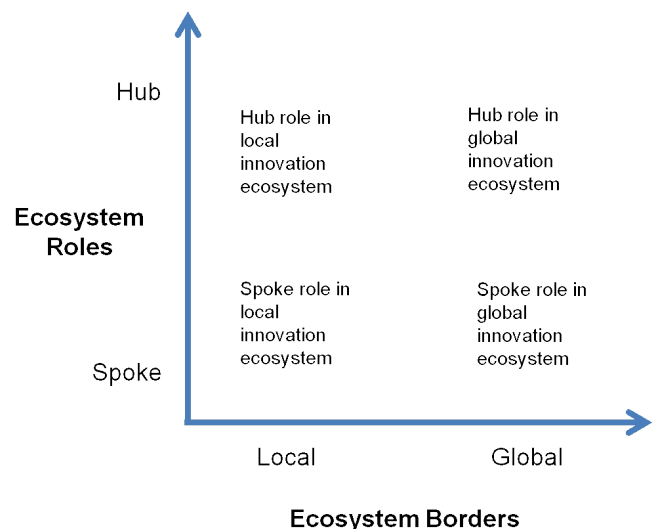 Hub
Hub role in
local
innovation
ecosystem
Hub role in
global
innovation
ecosystem
Ecosystem
Roles
Spoke role in
local
innovation
ecosystem
Spoke role in
global
innovation
ecosystem
Spoke
Local
Global
Ecosystem Borders